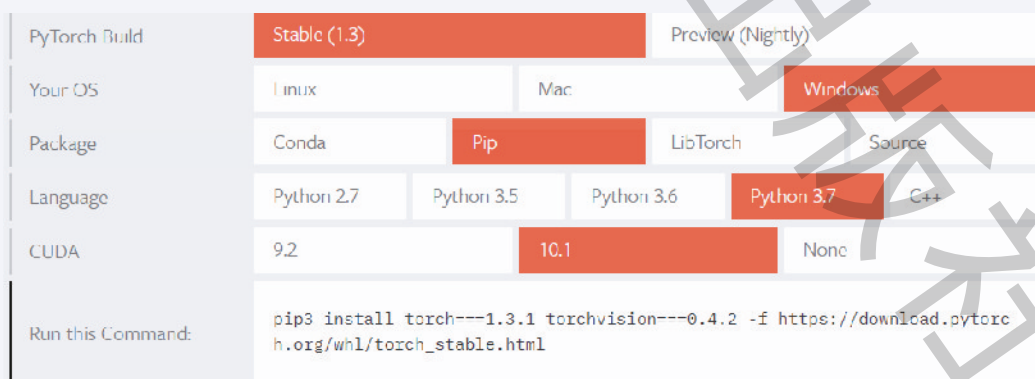 PyTorch Build Stable (1.3) Preview (Nightly)
Your OS Linux Mac Windows
Package Conda Pip LibTorch Source
Language Python 2.7 Python 3.5 Python 3.6 Python 3.7 C++
CUDA 9.2 10.1 None
Run this Command: pip3 install torch===1.3.1 torchvision===0.4.2 -f https://download.pytorc
h.org/whl/torch_stable.html